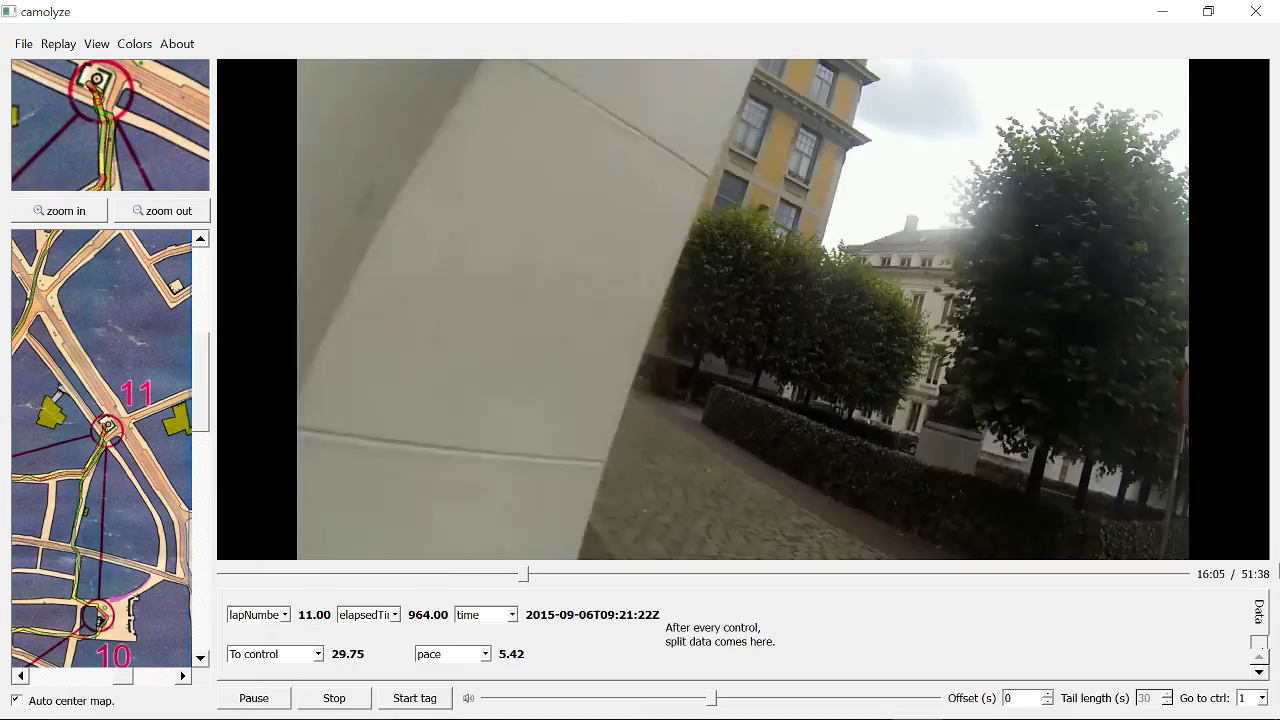 camolyze
File Replay View Colors About
zoom in zoom out
11
10
16:05 / 51:38
lapNumbe 11.00 elapsedTi 964.00 time 2015-09-06T09:21:22Z
After every control,
split data comes here.
To control 29.75 pace 5.42
Data
Auto center map.
Pause Stop Start tag Offset (s) 0 Tail length (s) 30 Go to ctrl: 1